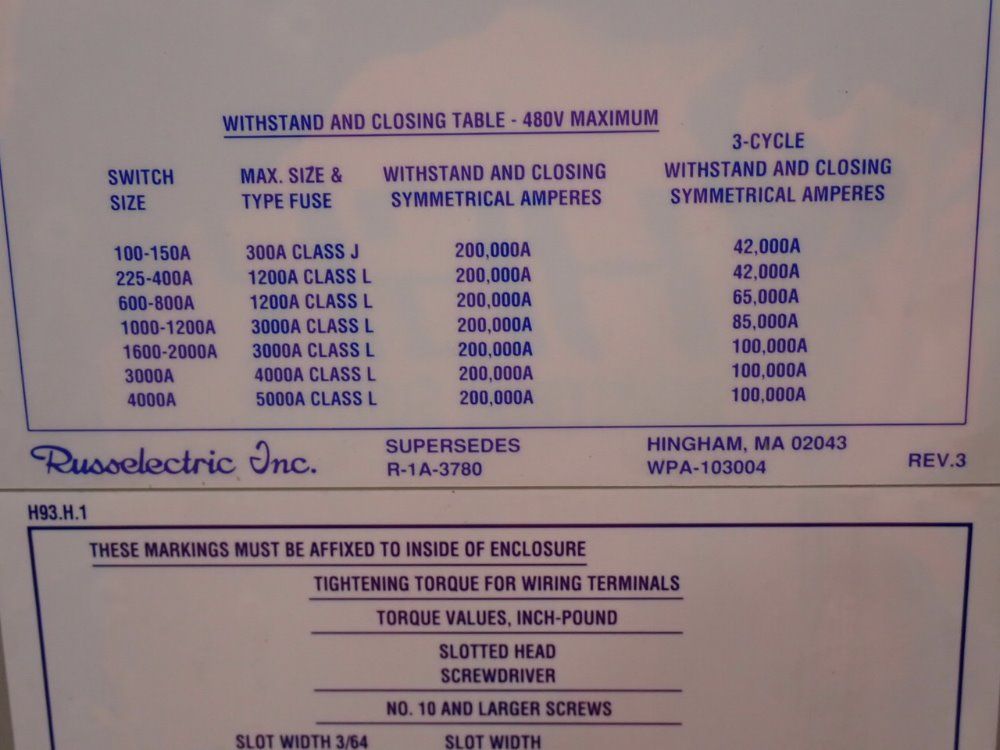 WITHSTAND AND CLOSING TABLE - 480V MAXIMUM
3-CYCLE
SWITCH MAX. SIZE & WITHSTAND AND CLOSING WITHSTAND AND CLOSING
SIZE TYPE FUSE SYMMETRICAL AMPERES SYMMETRICAL AMPERES
100-150A 300A CLASS J 200,000A 42,000A
225-400A 1200A CLASS L 200,000A 42,000A
600-800A 1200A CLASS L 200,000A 65,000A
1000-1200A 3000A CLASS L 200,000A 85,000A
1600-2000A 3000A CLASS L 200,000A 100,000A
3000A 4000A CLASS L 200,000A 100,000A
4000A 5000A CLASS L 200,000A 100,000A
Russelectric Inc. SUPERSEDES HINGHAM, MA 02043
R-1A-3780 WPA-103004 REV.3
H93.H.1
THESE MARKINGS MUST BE AFFIXED TO INSIDE OF ENCLOSURE
TIGHTENING TORQUE FOR WIRING TERMINALS
TORQUE VALUES, INCH-POUND
SLOTTED HEAD
SCREWDRIVER
NO. 10 AND LARGER SCREWS
SLOT WIDTH 3/64 SLOT WIDTH